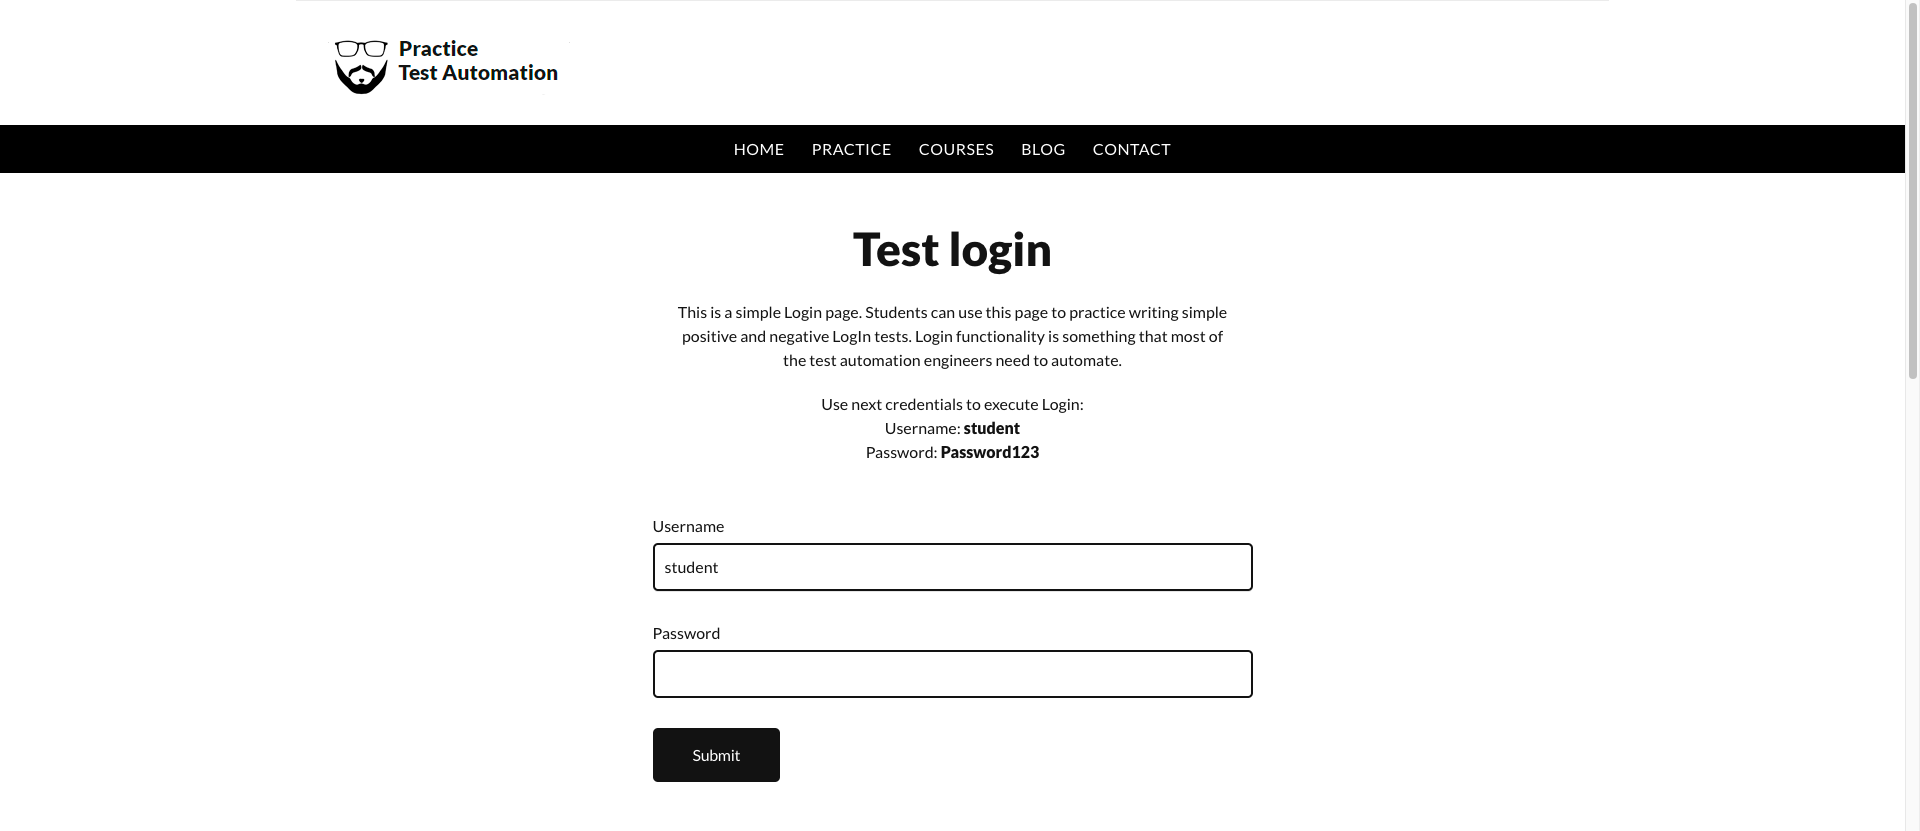 Practice
Test Automation
HOME PRACTICE COURSES BLOG CONTACT
Test login
This is a simple Login page. Students can use this page to practice writing simple
positive and negative LogIn tests. Login functionality is something that most of
the test automation engineers need to automate.
Use next credentials to execute Login:
Username: student
Password: Password123
Username
student
Password
Submit